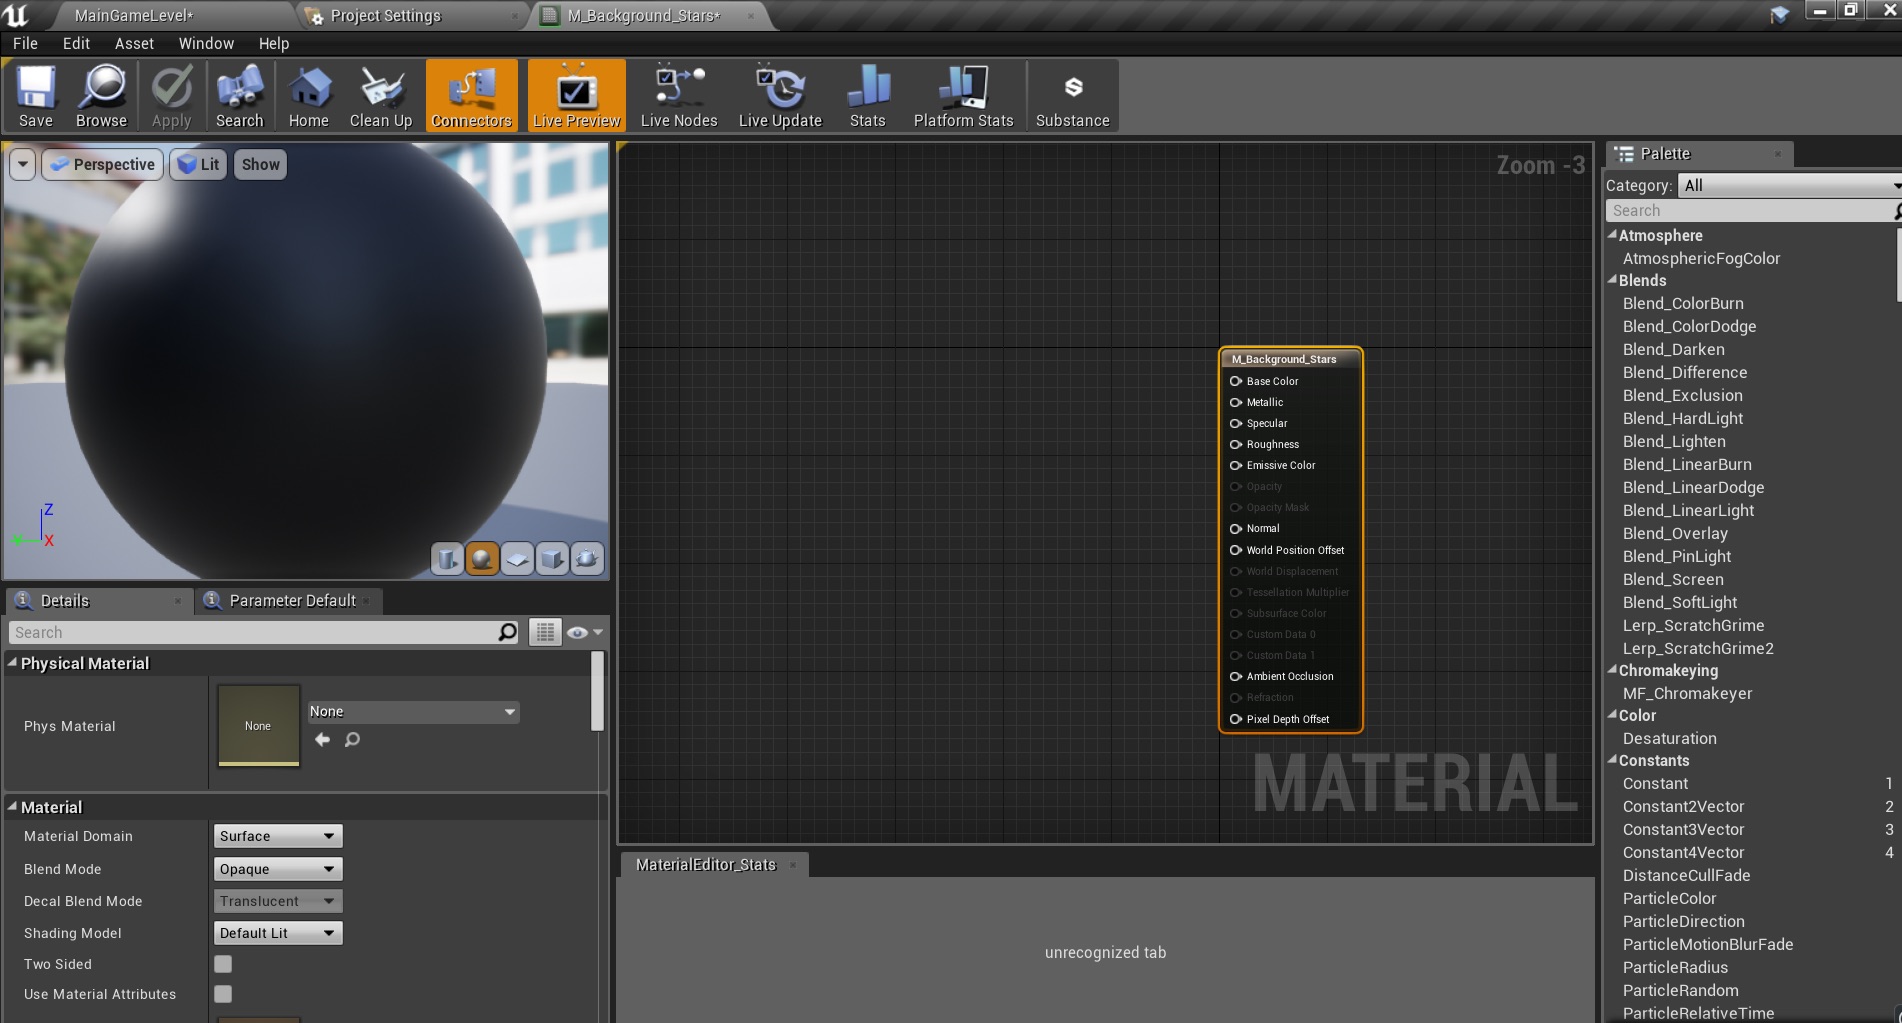 MainGameLevel*
Project Settings
M_Background_Stars*
File Edit Asset Window Help
Save
Browse
Apply
Search
Home
Clean Up
Connectors
Live Preview
Live Nodes
Live Update
Stats
Platform Stats
Substance
Perspective
Lit
Show
Z
X
Zoom -3
M_Background_Stars
Base Color
Metallic
Specular
Roughness
Emissive Color
Opacity
Opacity Mask
Normal
World Position Offset
World Displacement
Tessellation Multiplier
Subsurface Color
Custom Data 0
Custom Data 1
Ambient Occlusion
Refraction
Pixel Depth Offset
MATERIAL
Details
Parameter Default
Search
Physical Material
Phys Material
None
None
Material
Material Domain Surface
Blend Mode Opaque
Decal Blend Mode Translucent
Shading Model Default Lit
Two Sided
Use Material Attributes
MaterialEditor_Stats
unrecognized tab
Palette
Category: All
Search
Atmosphere
AtmosphericFogColor
Blends
Blend_ColorBurn
Blend_ColorDodge
Blend_Darken
Blend_Difference
Blend_Exclusion
Blend_HardLight
Blend_Lighten
Blend_LinearBurn
Blend_LinearDodge
Blend_LinearLight
Blend_Overlay
Blend_PinLight
Blend_Screen
Blend_SoftLight
Lerp_ScratchGrime
Lerp_ScratchGrime2
Chromakeying
MF_Chromakeyer
Color
Desaturation
Constants
Constant 1
Constant2Vector 2
Constant3Vector 3
Constant4Vector 4
DistanceCullFade
ParticleColor
ParticleDirection
ParticleMotionBlurFade
ParticleRadius
ParticleRandom
ParticleRelativeTime